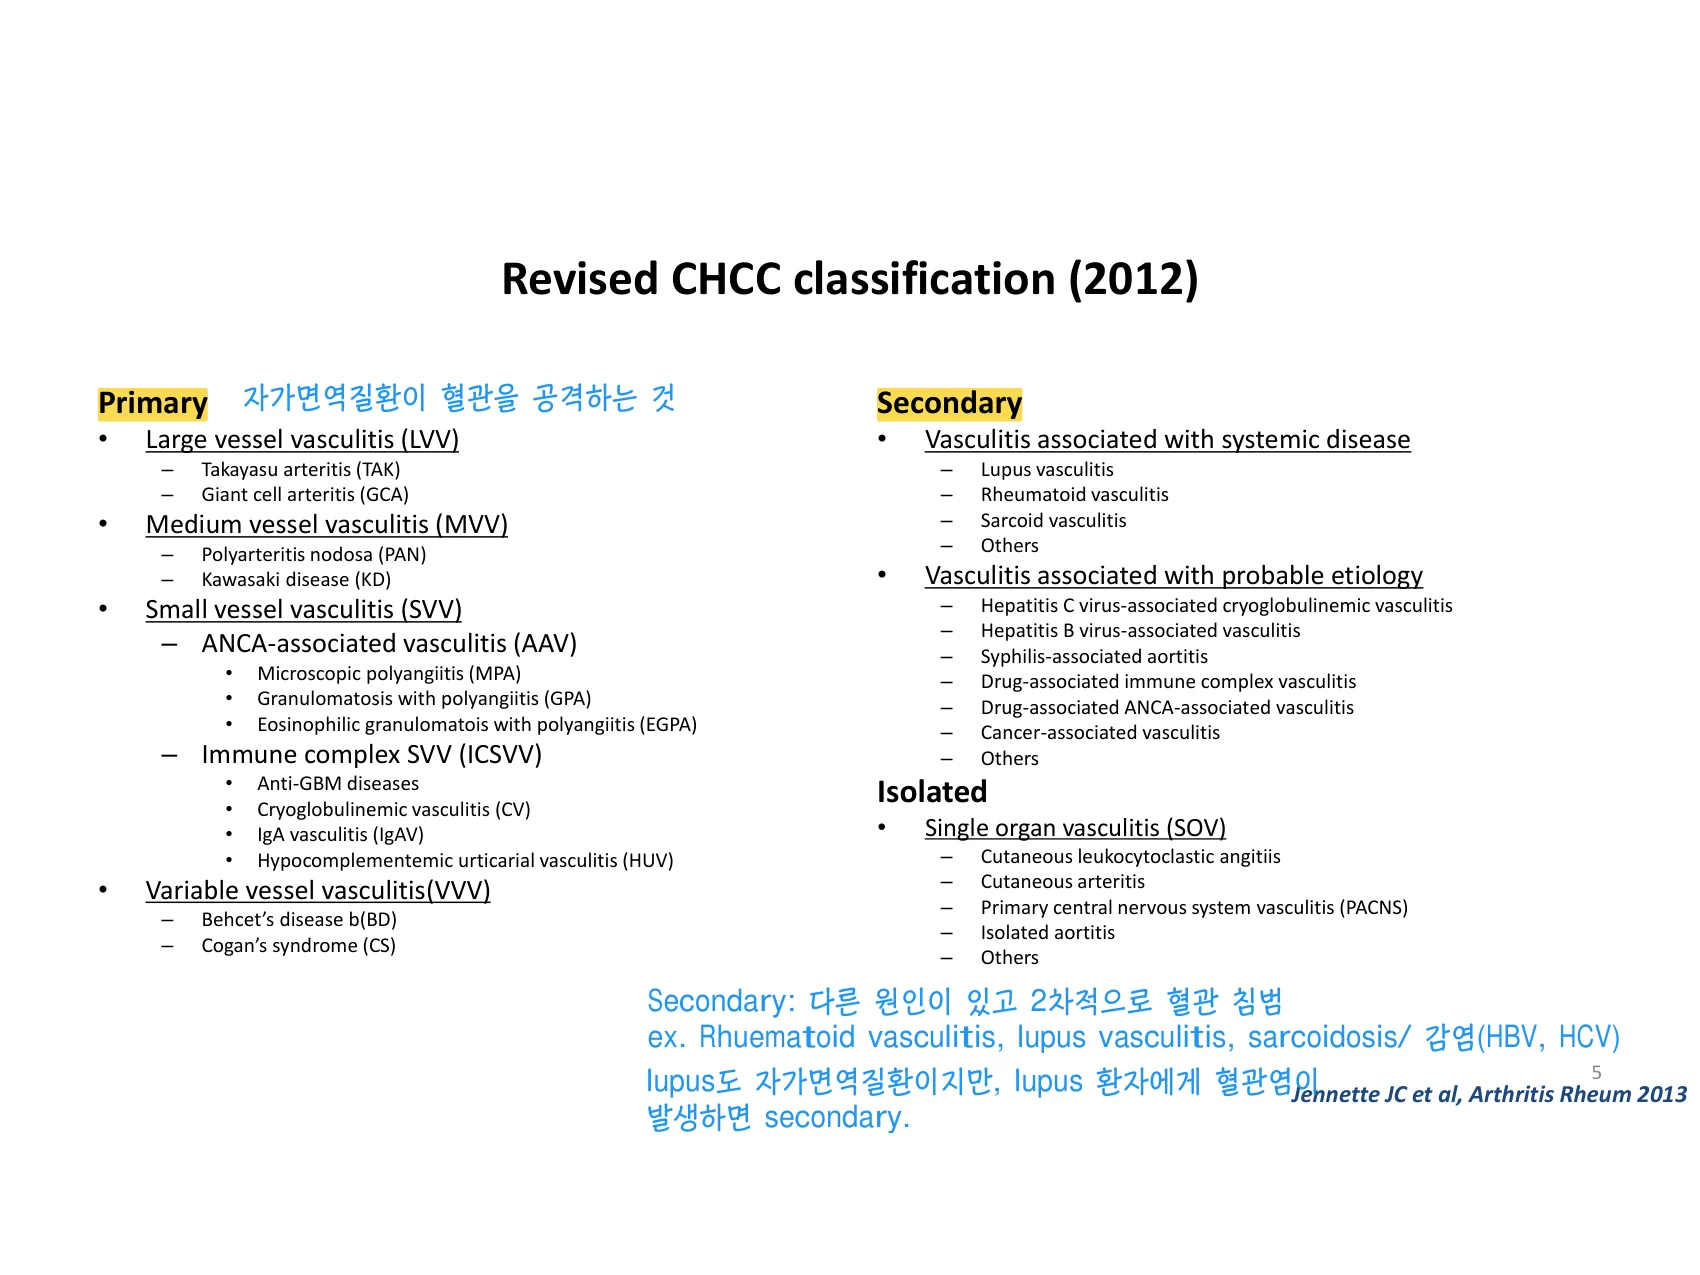 Revised CHCC classification (2012)
Primary 자가면역질환이 혈관을 공격하는 것
• Large vessel vasculitis (LVV)
– Takayasu arteritis (TAK)
– Giant cell arteritis (GCA)
• Medium vessel vasculitis (MVV)
– Polyarteritis nodosa (PAN)
– Kawasaki disease (KD)
• Small vessel vasculitis (SVV)
– ANCA-associated vasculitis (AAV)
• Microscopic polyangiitis (MPA)
• Granulomatosis with polyangiitis (GPA)
• Eosinophilic granulomatois with polyangiitis (EGPA)
– Immune complex SVV (ICSVV)
• Anti-GBM diseases
• Cryoglobulinemic vasculitis (CV)
• IgA vasculitis (IgAV)
• Hypocomplementemic urticarial vasculitis (HUV)
• Variable vessel vasculitis(VVV)
– Behcet’s disease b(BD)
– Cogan’s syndrome (CS)
Secondary
• Vasculitis associated with systemic disease
– Lupus vasculitis
– Rheumatoid vasculitis
– Sarcoid vasculitis
– Others
• Vasculitis associated with probable etiology
– Hepatitis C virus-associated cryoglobulinemic vasculitis
– Hepatitis B virus-associated vasculitis
– Syphilis-associated aortitis
– Drug-associated immune complex vasculitis
– Drug-associated ANCA-associated vasculitis
– Cancer-associated vasculitis
– Others
Isolated
• Single organ vasculitis (SOV)
– Cutaneous leukocytoclastic angitiis
– Cutaneous arteritis
– Primary central nervous system vasculitis (PACNS)
– Isolated aortitis
– Others
Secondary: 다른 원인이 있고 2차적으로 혈관 침범
ex. Rhuematoid vasculitis, lupus vasculitis, sarcoidosis/ 감염(HBV, HCV)
lupus도 자가면역질환이지만, lupus 환자에게 혈관염이
발생하면 secondary.
5
Jennette JC et al, Arthritis Rheum 2013